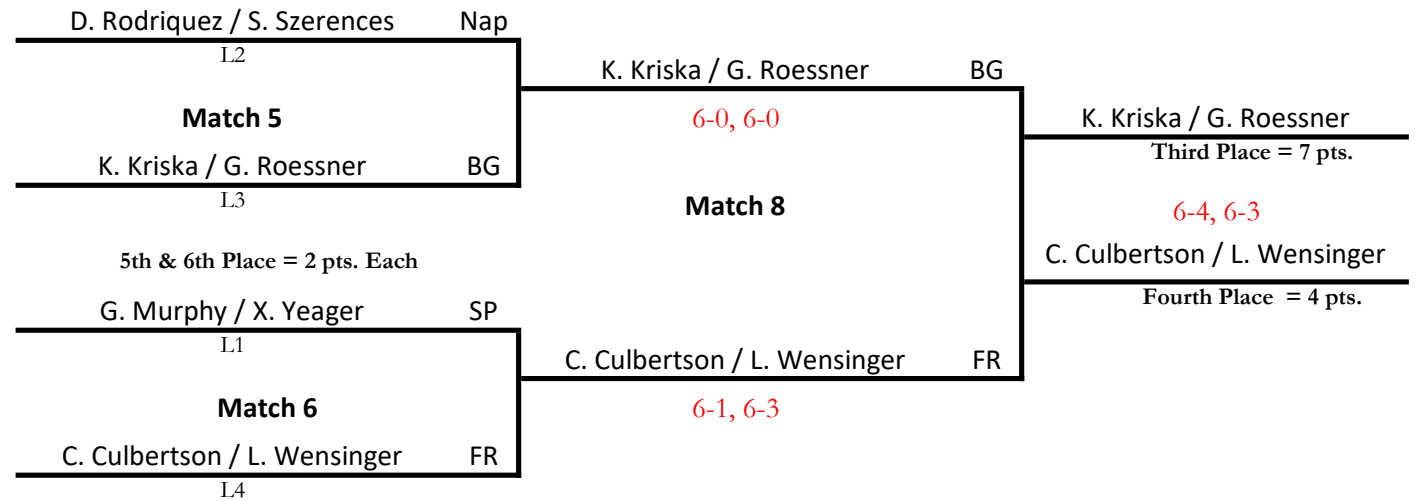 D. Rodriquez / S. Szerences Nap
L2
Match 5
K. Kriska / G. Roessner BG
L3
5th & 6th Place = 2 pts. Each
G. Murphy / X. Yeager SP
L1
Match 6
C. Culbertson / L. Wensinger FR
L4
K. Kriska / G. Roessner BG
6-0, 6-0
Match 8
C. Culbertson / L. Wensinger FR
6-1, 6-3
K. Kriska / G. Roessner
Third Place = 7 pts.
6-4, 6-3
C. Culbertson / L. Wensinger
Fourth Place = 4 pts.